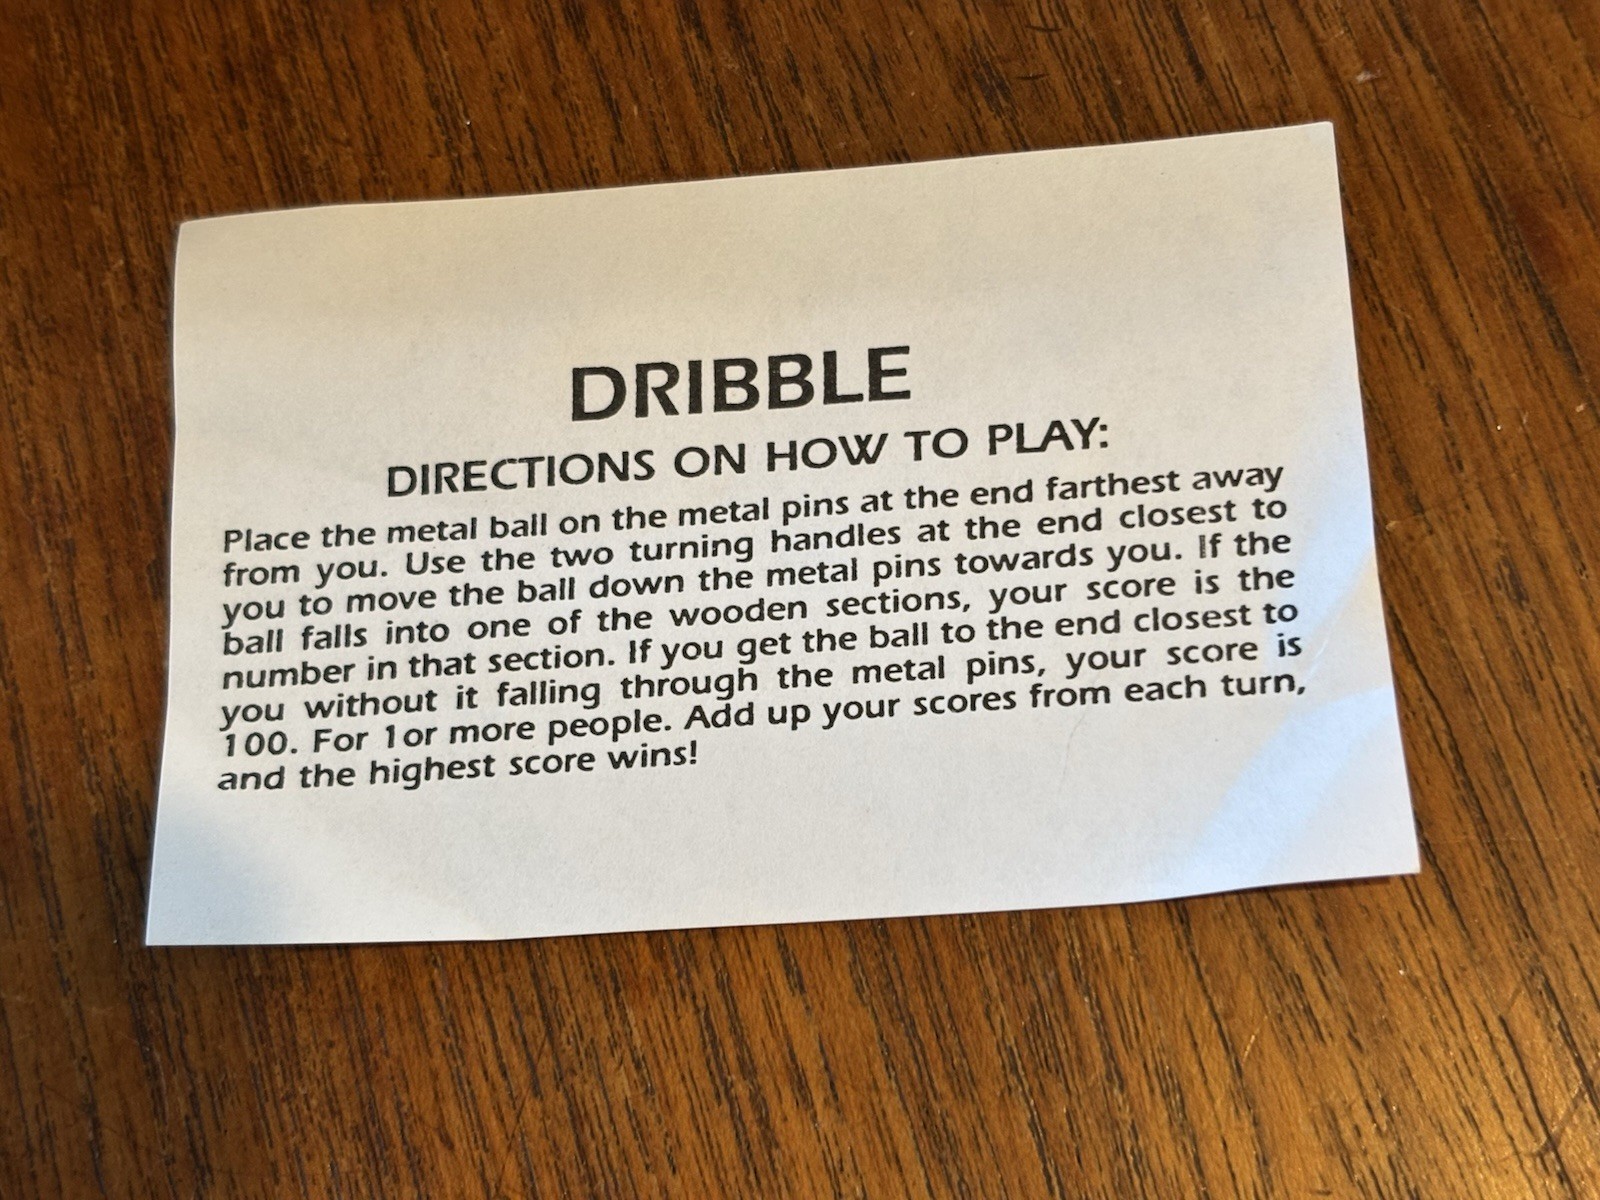 DRIBBLE
DIRECTIONS ON HOW TO PLAY:
Place the metal ball on the metal pins at the end farthest away
from you. Use the two turning handles at the end closest to
you to move the ball down the metal pins towards you. If the
ball falls into one of the wooden sections, your score is the
number in that section. If you get the ball to the end closest to
you without it falling through the metal pins, your score is
100. For 1or more people. Add up your scores from each turn,
and the highest score wins!